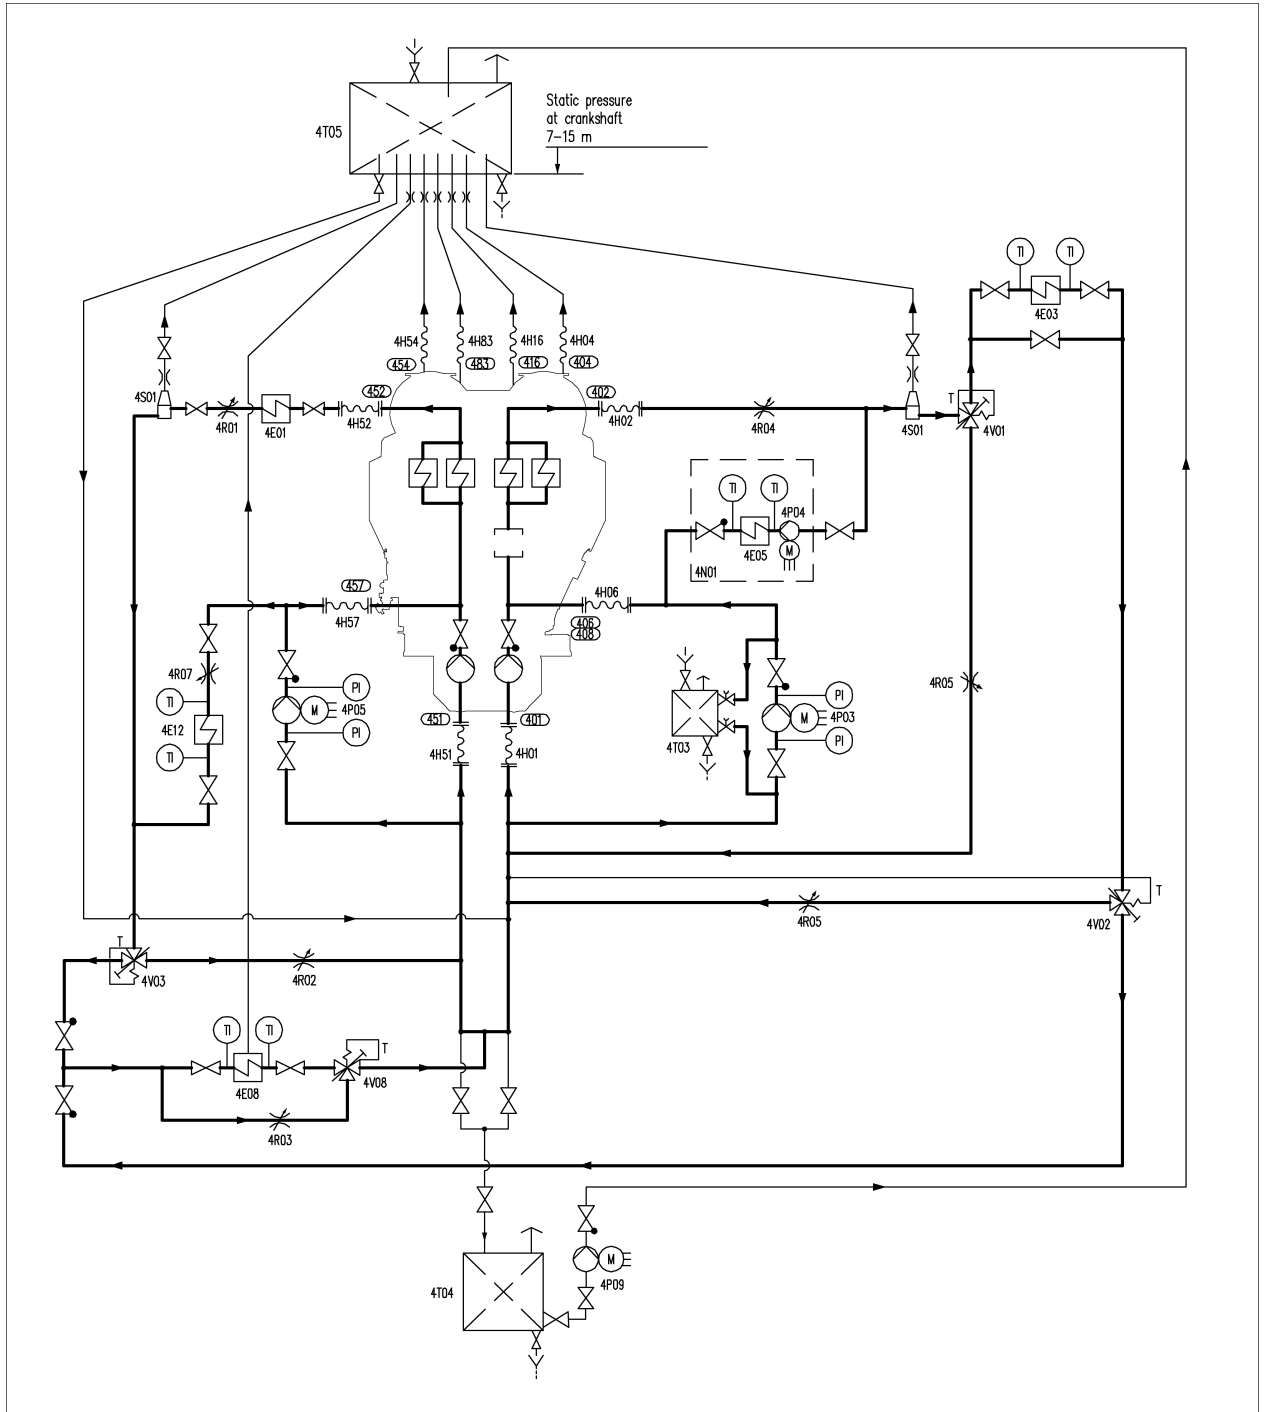 Static pressure
at crankshaft
7-15 m
4T05
TI
TI
4E03
4H54
4H83
4H16
4H04
454
483
416
404
4S01
452
402
T
4R01
4E01
4H52
4H02
4R04
4S01
4V01
TI
TI
4P04
M
4E05
4N01
457
4H06
4H57
406
408
4R07
4R05
TI
PI
M
4P05
PI
4E12
TI
451
401
4H51
4H01
4T03
PI
M
4P03
PI
T
4R05
4V02
T
4V03
4R02
TI
TI
T
4E08
4V08
4R03
M
4P09
4T04